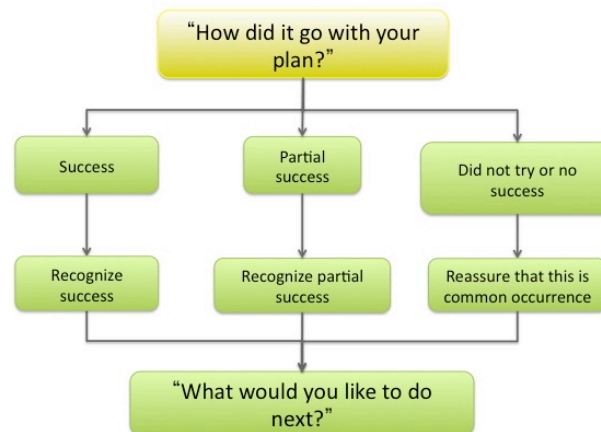 “How did it go with your
plan?”
Success
Partial
success
Did not try or no
success
Recognize
success
Recognize partial
success
Reassure that this is
common occurrence
“What would you like to do
next?”